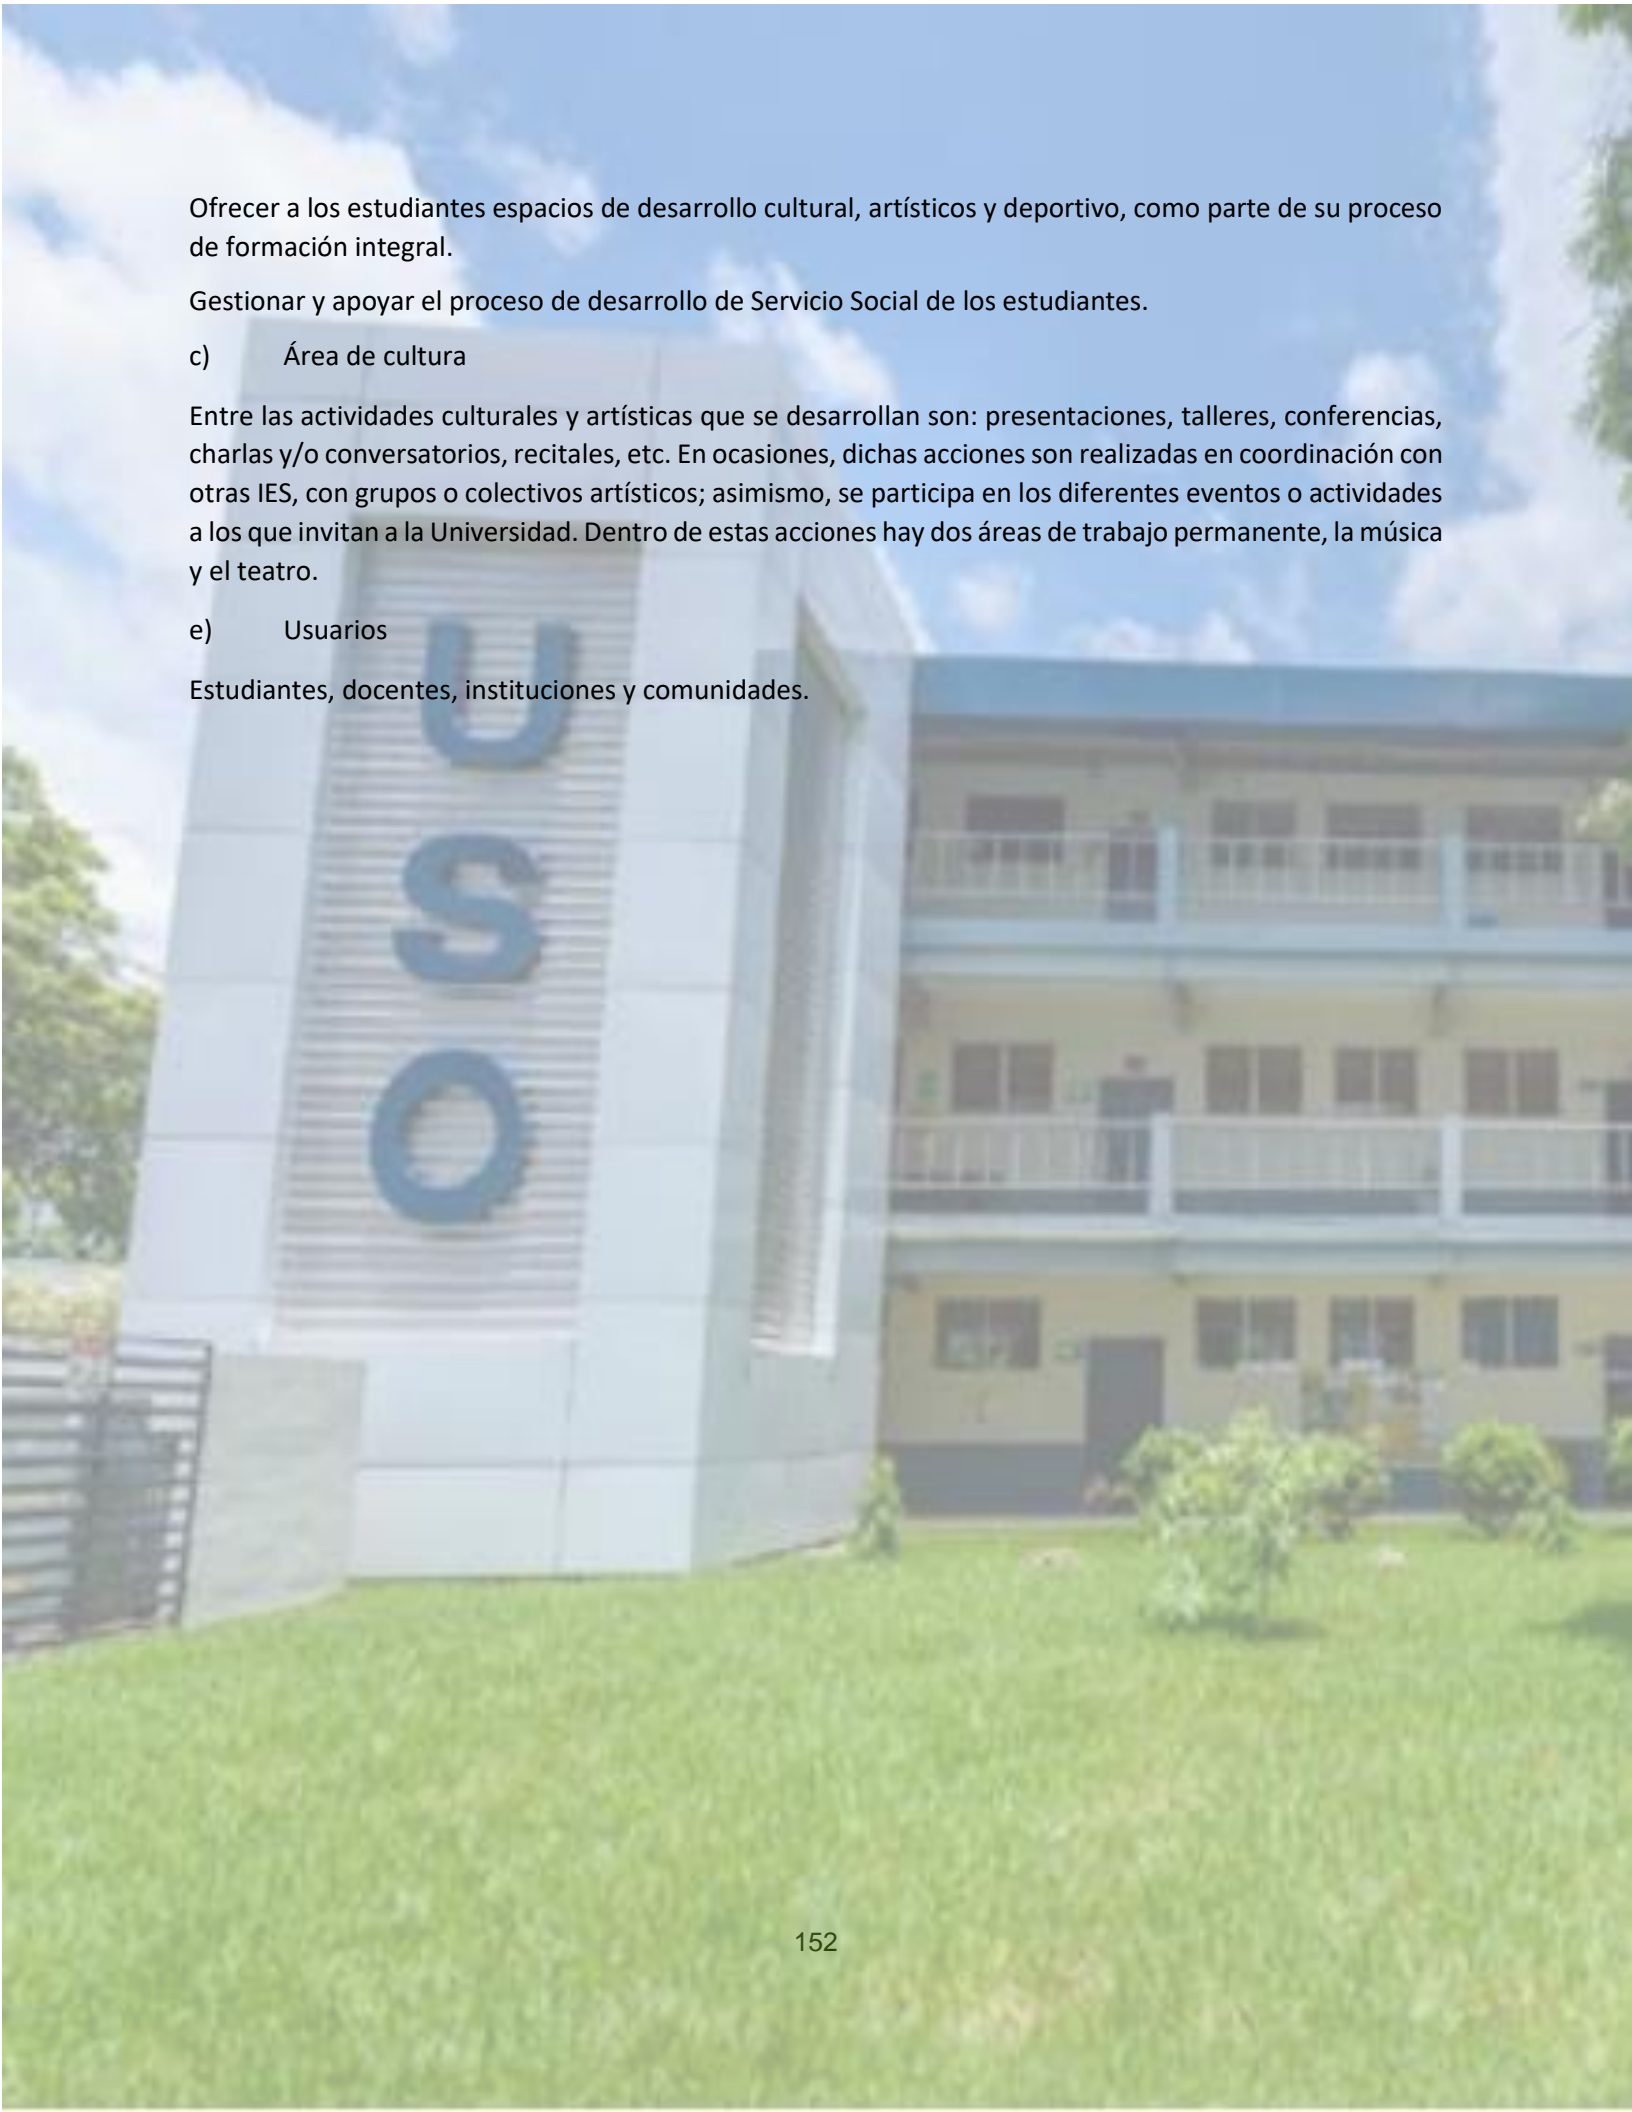 Ofrecer a los estudiantes espacios de desarrollo cultural, artísticos y deportivo, como parte de su proceso
de formación integral.
Gestionar y apoyar el proceso de desarrollo de Servicio Social de los estudiantes.
c) Área de cultura
Entre las actividades culturales y artísticas que se desarrollan son: presentaciones, talleres, conferencias,
charlas y/o conversatorios, recitales, etc. En ocasiones, dichas acciones son realizadas en coordinación con
otras IES, con grupos o colectivos artísticos; asimismo, se participa en los diferentes eventos o actividades
a los que invitan a la Universidad. Dentro de estas acciones hay dos áreas de trabajo permanente, la música
y el teatro.
e) Usuarios
Estudiantes, docentes, instituciones y comunidades.
U
S
O
152